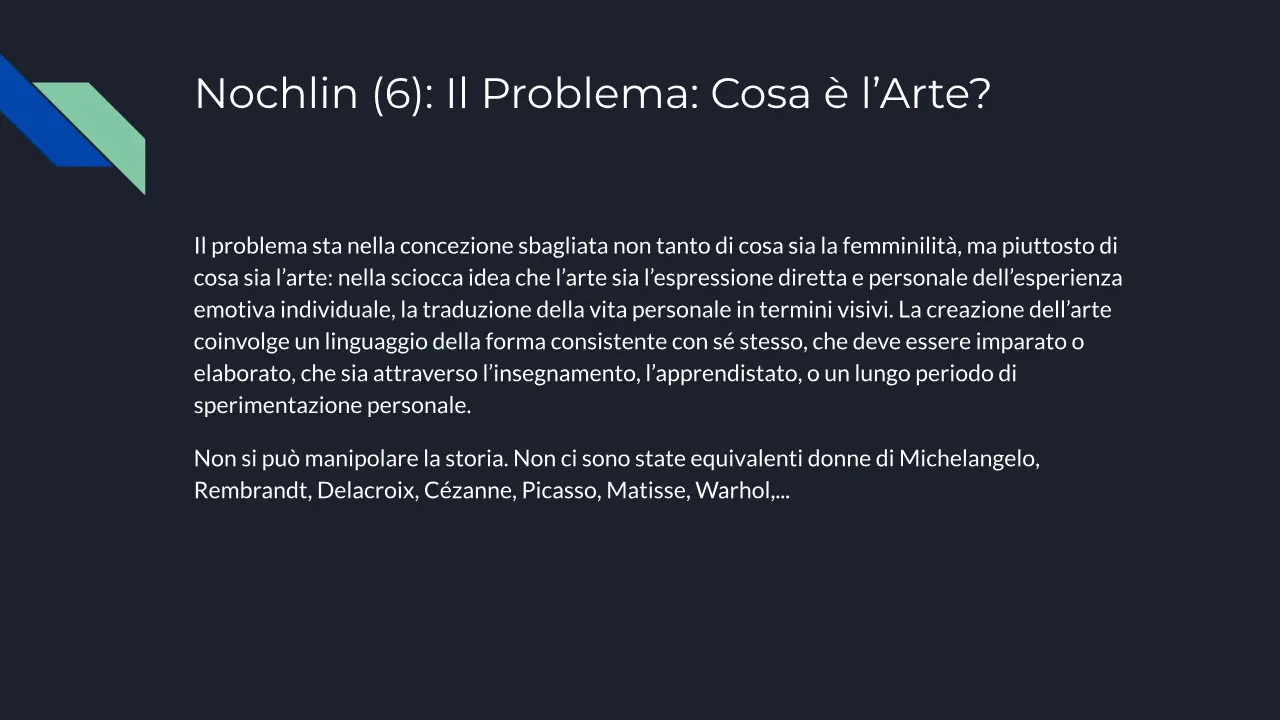 Nochlin (6): Il Problema: Cosa è l’Arte?
Il problema sta nella concezione sbagliata non tanto di cosa sia la femminilità, ma piuttosto di
cosa sia l’arte: nella sciocca idea che l’arte sia l’espressione diretta e personale dell’esperienza
emotiva individuale, la traduzione della vita personale in termini visivi. La creazione dell’arte
coinvolge un linguaggio della forma consistente con sé stesso, che deve essere imparato o
elaborato, che sia attraverso l’insegnamento, l’apprendistato, o un lungo periodo di
sperimentazione personale.
Non si può manipolare la storia. Non ci sono state equivalenti donne di Michelangelo,
Rembrandt, Delacroix, Cézanne, Picasso, Matisse, Warhol,...